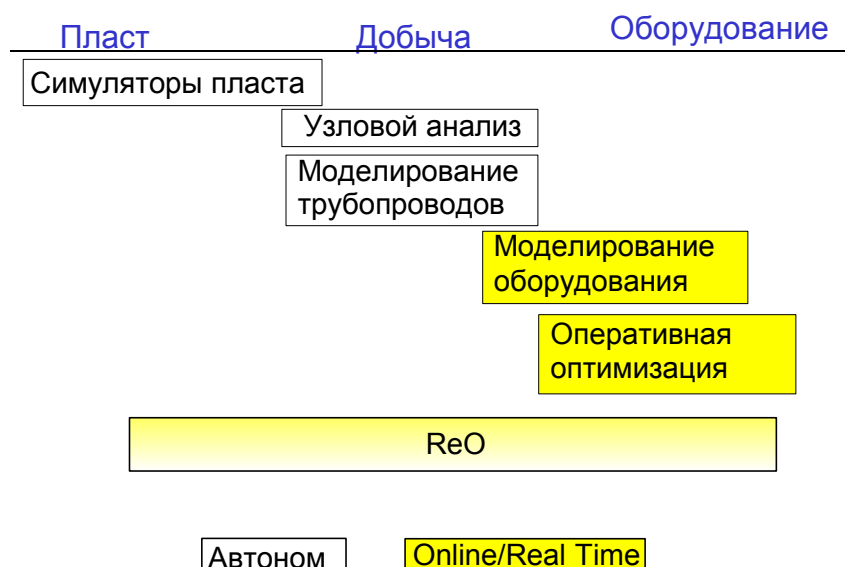 Пласт Добыча Оборудование
Симуляторы пласта
Узловой анализ
Моделирование
трубопроводов
Моделирование
оборудования
Оперативная
оптимизация
ReO
Автоном Online/Real Time